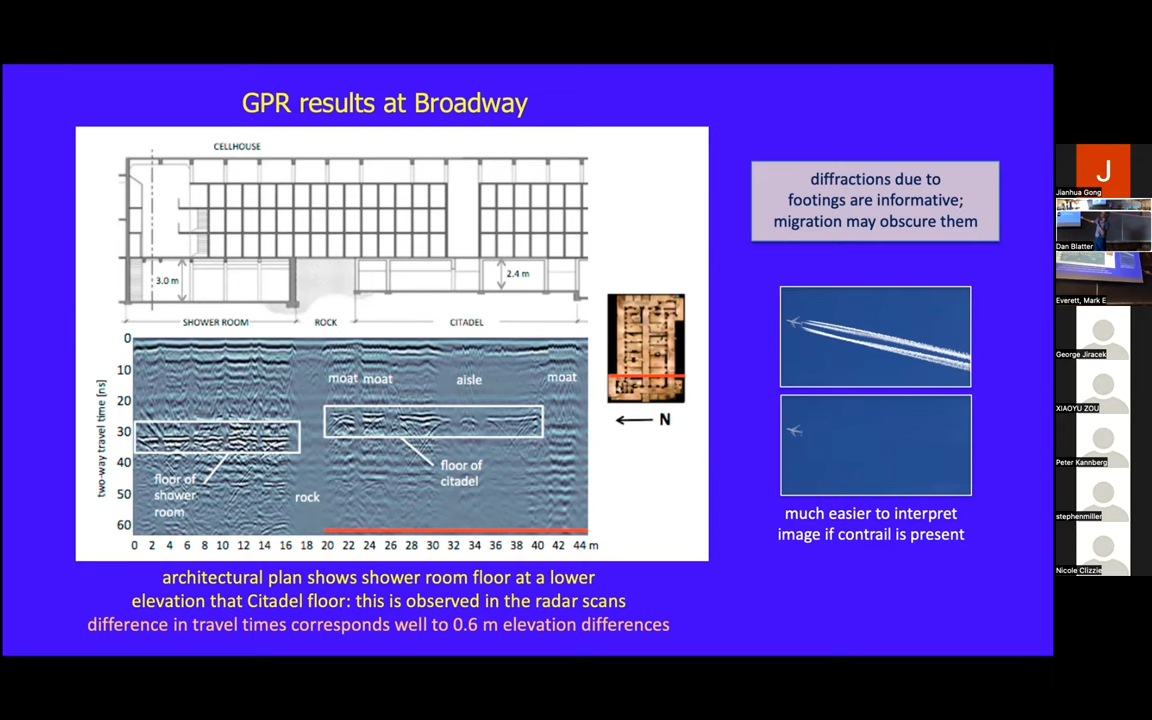 GPR results at Broadway
CELLHOUSE
3.0 m
2.4 m
SHOWER ROOM
ROCK
CITADEL
0
10
20
30
40
50
60
two-way travel time [ns]
moat moat
aisle
moat
floor of
shower
room
rock
floor of
citadel
0 2 4 6 8 10 12 14 16 18 20 22 24 26 28 30 32 34 36 38 40 42 44 m
N
architectural plan shows shower room floor at a lower
elevation that Citadel floor: this is observed in the radar scans
difference in travel times corresponds well to 0.6 m elevation differences
diffractions due to
footings are informative;
migration may obscure them
much easier to interpret
image if contrail is present
J
Jianhua Gong
Dan Blatter
Everett, Mark E
George Jiracek
XIAOYU ZOU
Peter Kannberg
stephenmiller
Nicole Clizzie